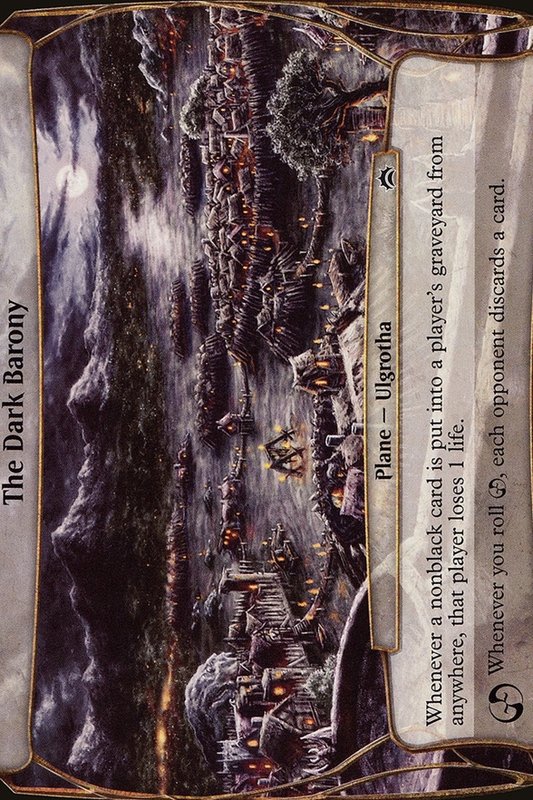 The Dark Barony
Plane — Ulgrotha
Whenever a nonblack card is put into a player's graveyard from
anywhere, that player loses 1 life.
Whenever you roll , each opponent discards a card.